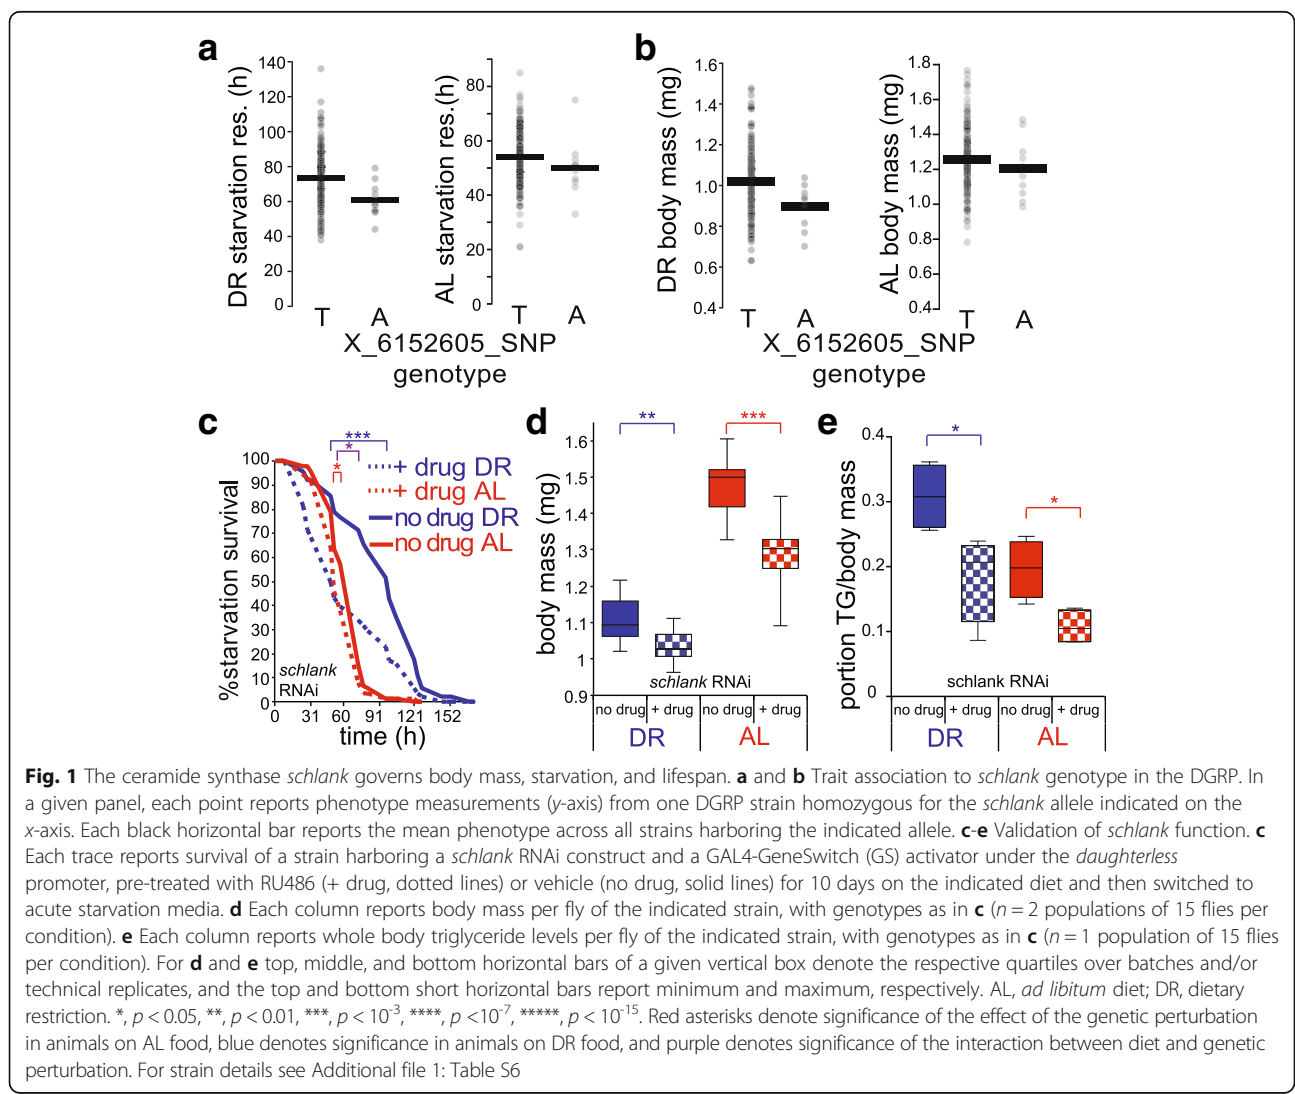 a
b
DR starvation res. (h)
140
120
100
80
60
40
20
0
T
A
AL starvation res.(h)
80
60
40
20
0
T
A
X_6152605_SNP
genotype
DR body mass (mg)
1.6
1.4
1.2
1.0
0.8
0.6
0.4
T
A
AL body mass (mg)
1.8
1.6
1.4
1.2
1.0
0.8
0.6
0.4
T
A
X_6152605_SNP
genotype
c
%starvation survival
100
90
80
70
60
50
40
30
20
10
0
***
*
*
+ drug DR
+ drug AL
no drug DR
no drug AL
schlank
RNAi
0 31 60 91 121 152
time (h)
d
body mass (mg)
1.6
1.5
1.4
1.3
1.2
1.1
1
0.9
**
***
schlank RNAi
no drug + drug no drug + drug
DR AL
e
portion TG/body mass
0.4
0.3
0.2
0.1
0
*
*
schlank RNAi
no drug + drug no drug + drug
DR AL
Fig. 1 The ceramide synthase schlank governs body mass, starvation, and lifespan. a and b Trait association to schlank genotype in the DGRP. In
a given panel, each point reports phenotype measurements (y-axis) from one DGRP strain homozygous for the schlank allele indicated on the
x-axis. Each black horizontal bar reports the mean phenotype across all strains harboring the indicated allele. c-e Validation of schlank function. c
Each trace reports survival of a strain harboring a schlank RNAi construct and a GAL4-GeneSwitch (GS) activator under the daughterless
promoter, pre-treated with RU486 (+ drug, dotted lines) or vehicle (no drug, solid lines) for 10 days on the indicated diet and then switched to
acute starvation media. d Each column reports body mass per fly of the indicated strain, with genotypes as in c (n = 2 populations of 15 flies per
condition). e Each column reports whole body triglyceride levels per fly of the indicated strain, with genotypes as in c (n = 1 population of 15 flies
per condition). For d and e top, middle, and bottom horizontal bars of a given vertical box denote the respective quartiles over batches and/or
technical replicates, and the top and bottom short horizontal bars report minimum and maximum, respectively. AL, ad libitum diet; DR, dietary
restriction. *, p < 0.05, **, p < 0.01, ***, p < 10-3, ****, p <10-7, *****, p < 10-15. Red asterisks denote significance of the effect of the genetic perturbation
in animals on AL food, blue denotes significance in animals on DR food, and purple denotes significance of the interaction between diet and genetic
perturbation. For strain details see Additional file 1: Table S6